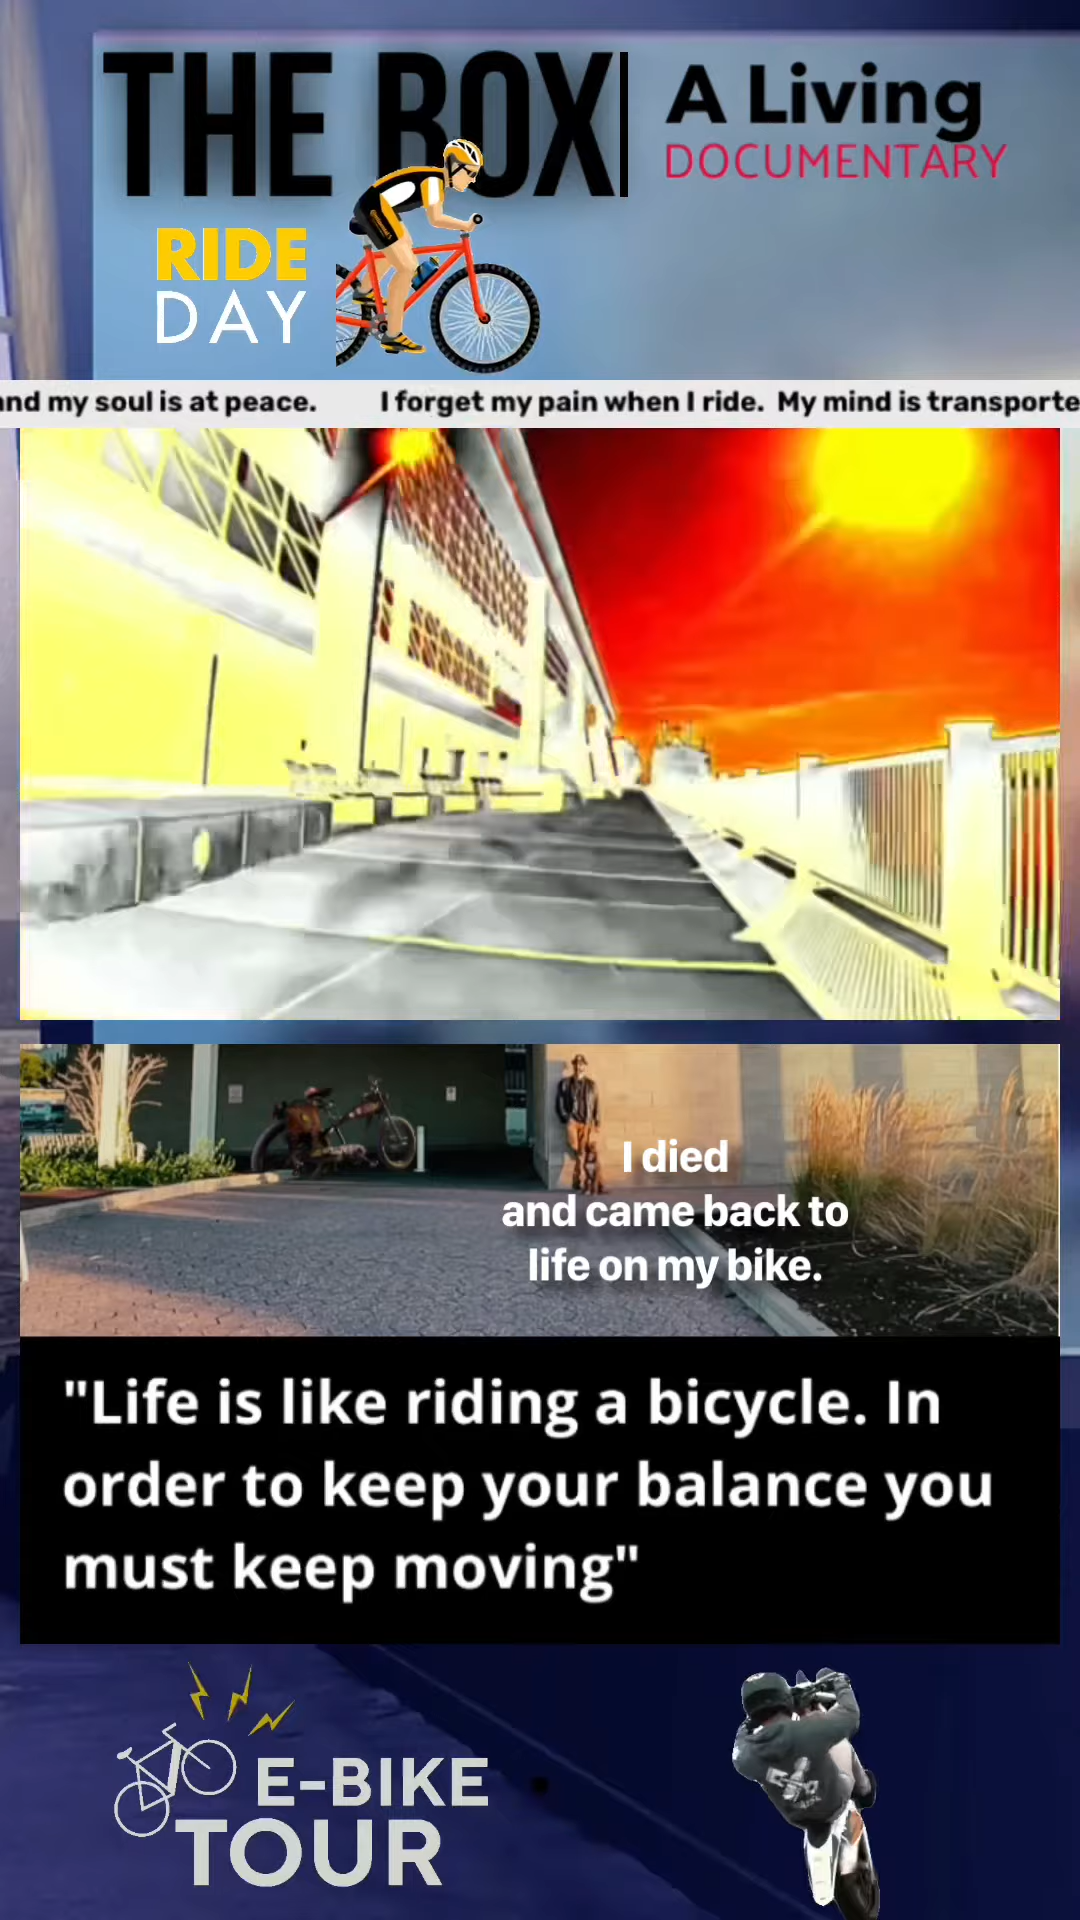 THE BOX
A Living
DOCUMENTARY
RIDE
DAY
and my soul is at peace. I forget my pain when I ride. My mind is transporte
I died
and came back to
life on my bike.
"Life is like riding a bicycle. In
order to keep your balance you
must keep moving"
E-BIKE
TOUR